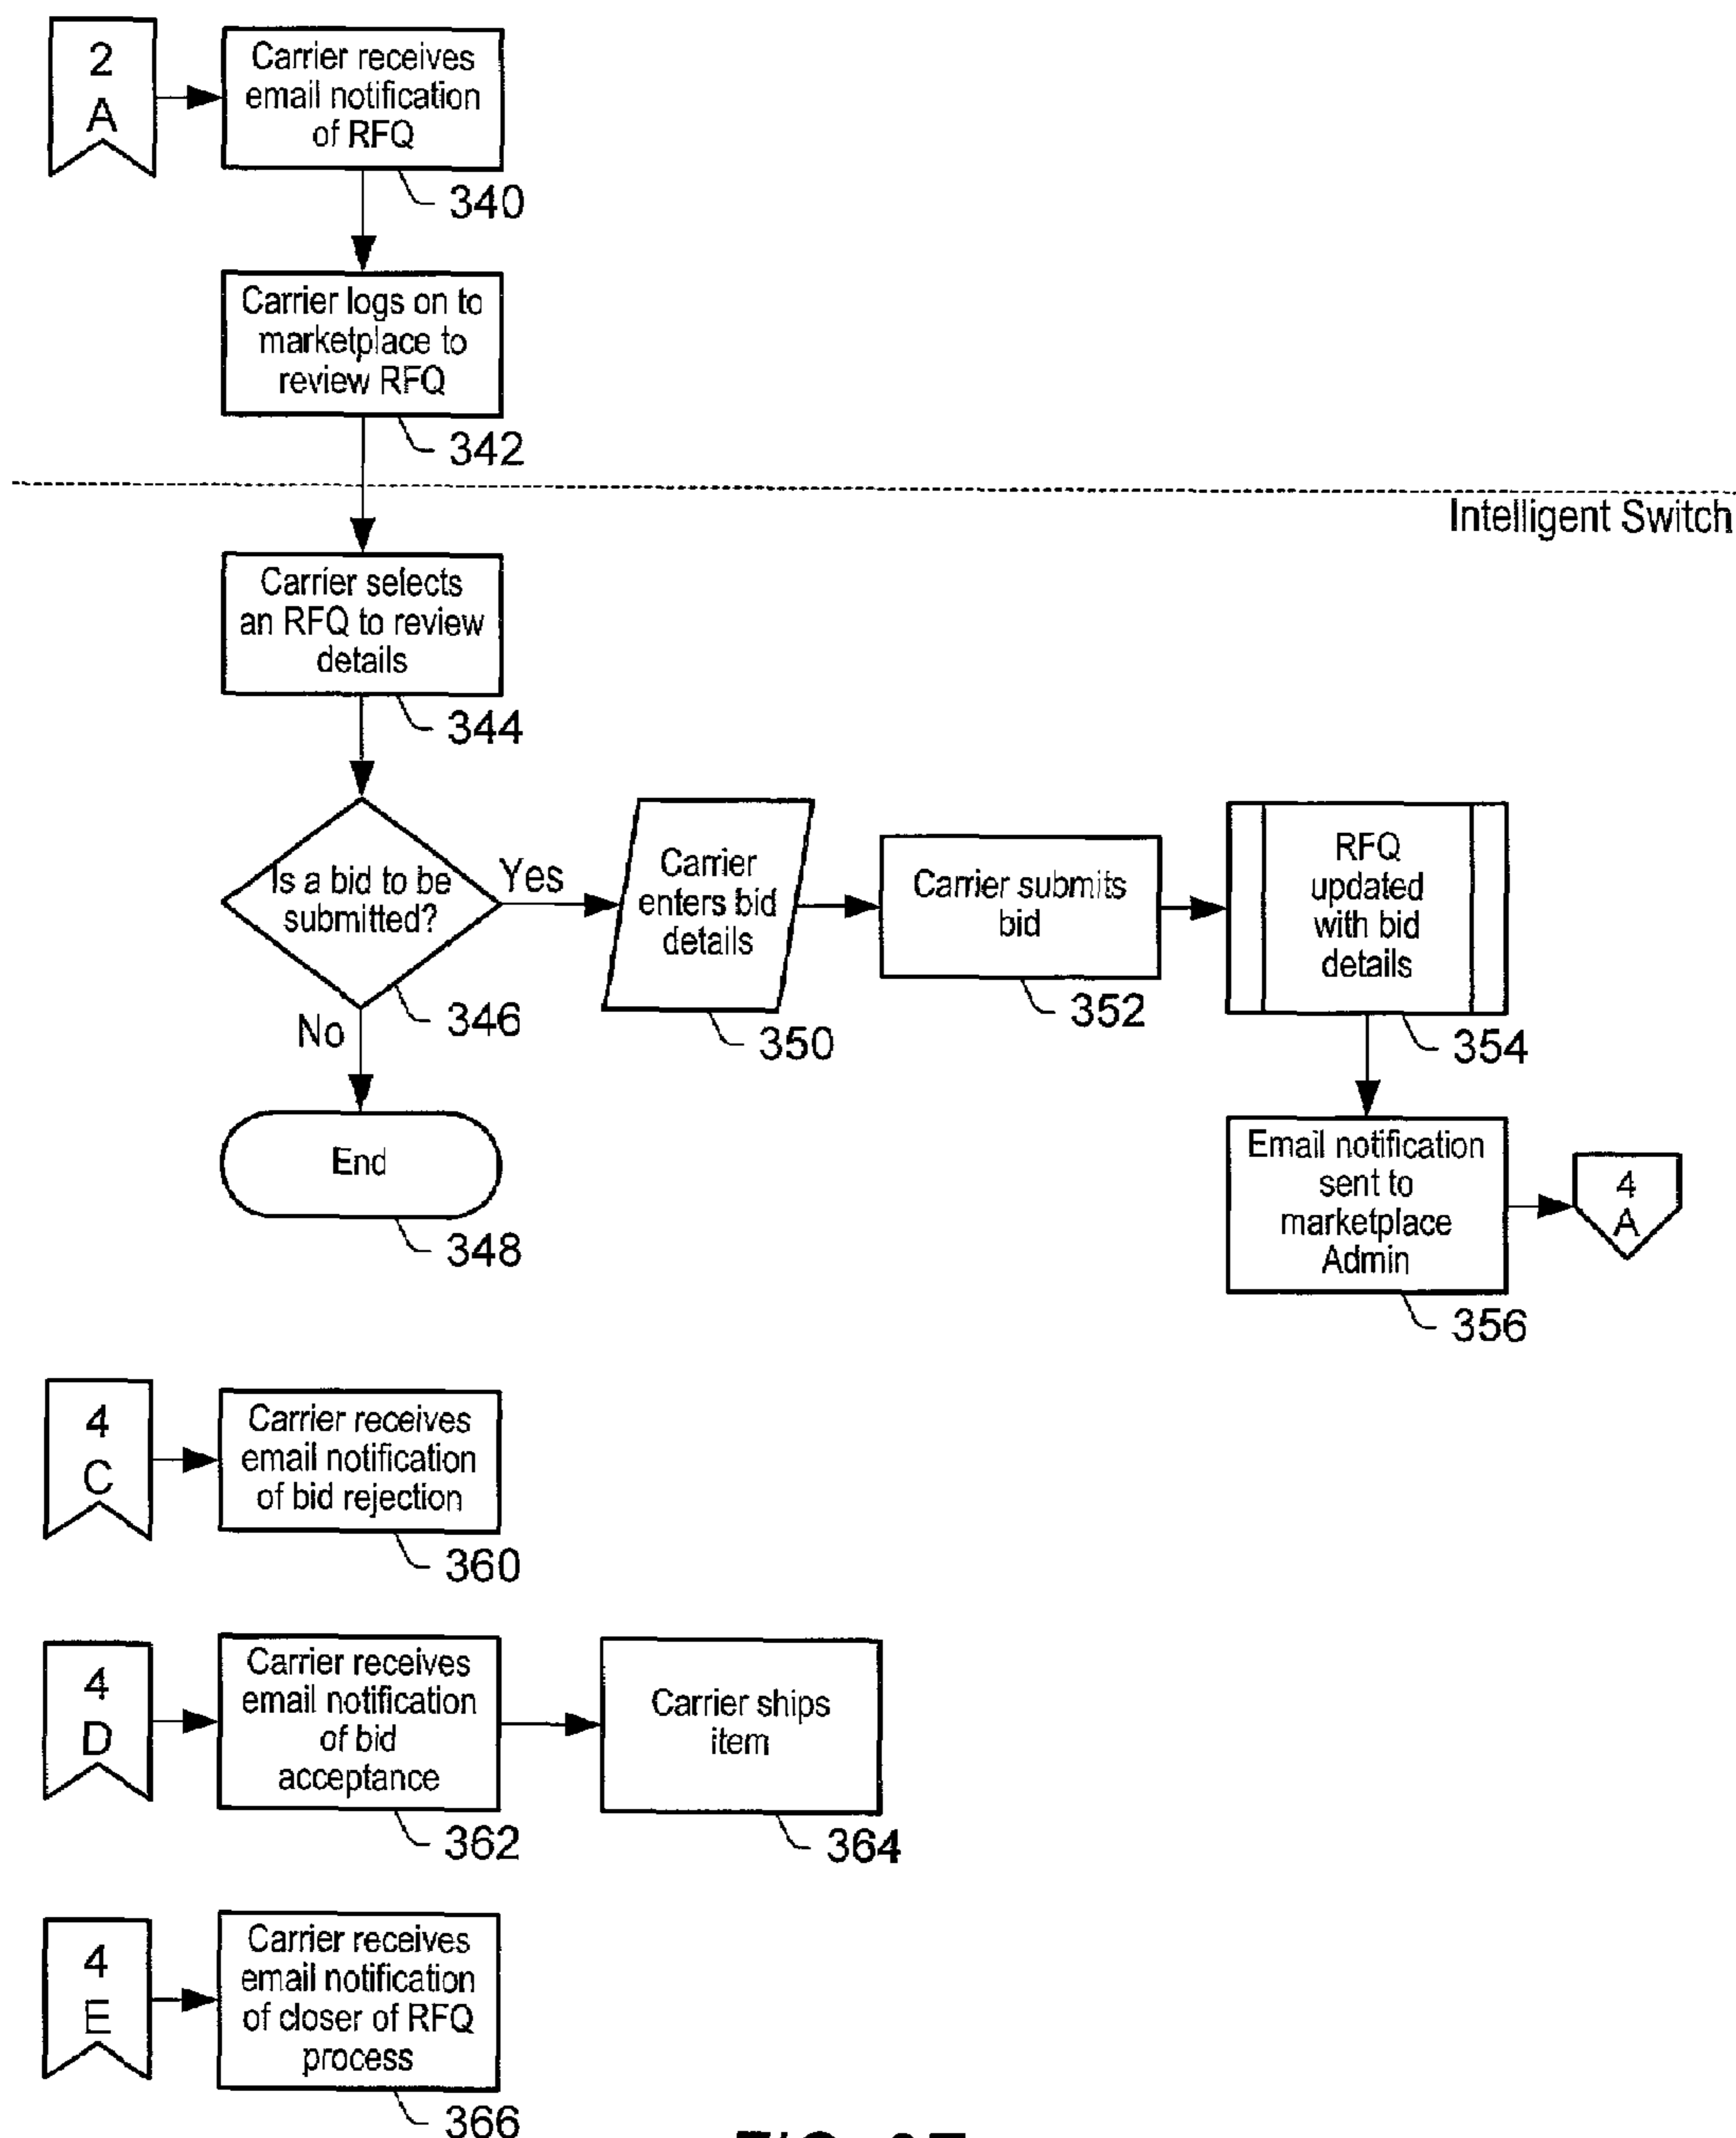 2
A
Carrier receives
email notification
of RFQ
340
Carrier logs on to
marketplace to
review RFQ
342
Intelligent Switch
Carrier selects
an RFQ to review
details
344
Is a bid to be
submitted?
Yes
No
346
Carrier
enters bid
details
350
Carrier submits
bid
352
RFQ
updated
with bid
details
354
End
348
Email notification
sent to
marketplace
Admin
356
4
A
4
C
Carrier receives
email notification
of bid rejection
360
4
D
Carrier receives
email notification
of bid
acceptance
362
Carrier ships
item
364
4
E
Carrier receives
email notification
of closer of RFQ
process
366